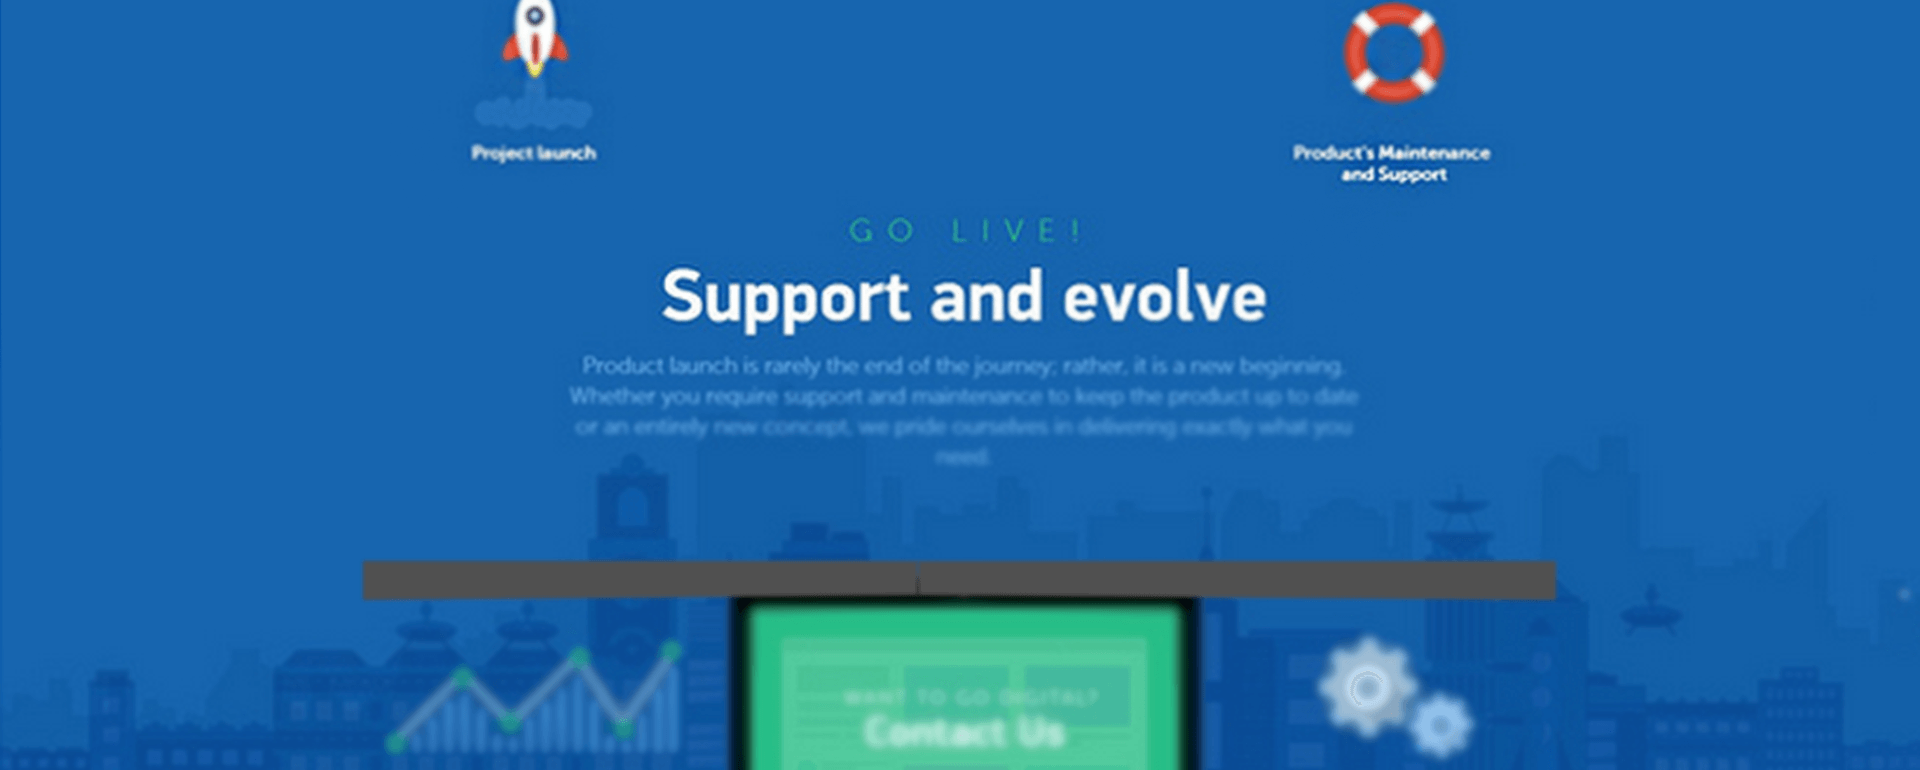 Project launch
Product's Maintenance
and Support
GO LIVE!
Support and evolve
Product launch is rarely the end of the journey; rather, it is a new beginning.
Whether you require support and maintenance to keep the product up to date
or an entirely new concept, we pride ourselves in delivering exactly what you
need.
WANT TO GO DIGITAL?
Contact Us